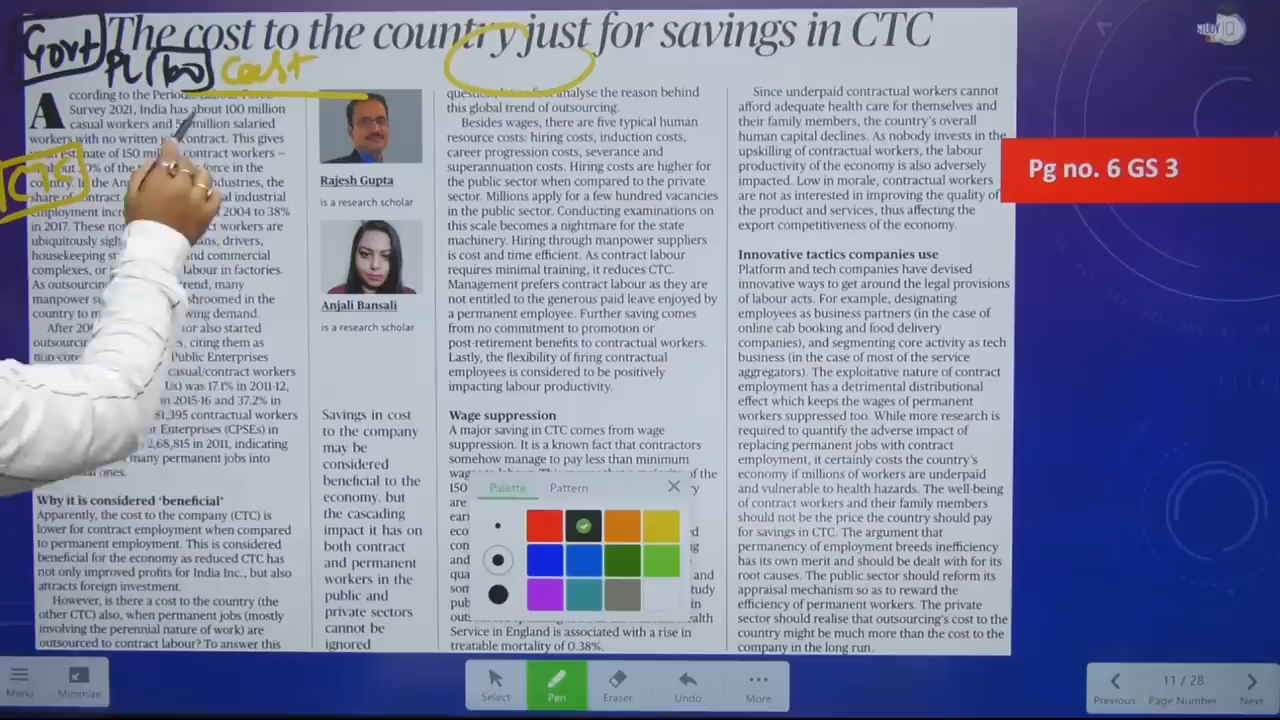 The cost to the country just for savings in CTC
Govt
Cost
STUDY IQ
A
ccording to the Periodic Labour Force
Survey 2021, India has about 100 million
casual workers and million salaried
workers with no written contract. This gives
estimate of 150 contract workers –
of the in the
country. In the industries, the
share of industrial
employment 2004 to 38%
in 2017. These workers are
ubiquitously drivers,
housekeeping and commercial
complexes, or labour in factories.
As many
manpower in the
country to demand.
After also started
citing them as
Public Enterprises
casual/contract workers
was 17.1% in 2011-12,
in 2015-16 and 37.2% in
contractual workers
Enterprises (CPSEs) in
2,68,815 in 2011, indicating
many permanent jobs into
ones.
Why it is considered 'beneficial'
Apparently, the cost to the company (CTC) is
lower for contract employment when compared
to permanent employment. This is considered
beneficial for the economy as reduced CTC has
not only improved profits for India Inc., but also
attracts foreign investment.
However, is there a cost to the country (the
other CTC) also, when permanent jobs (mostly
involving the perennial nature of work) are
outsourced to contract labour? To answer this
Rajesh Gupta
is a research scholar
Anjali Bansali
is a research scholar
Savings in cost
to the company
may be
considered
beneficial to the
economy, but
the cascading
impact it has on
both contract
and permanent
workers in the
public and
private sectors
cannot be
ignored
analyse the reason behind
this global trend of outsourcing.
Besides wages, there are five typical human
resource costs: hiring costs, induction costs,
career progression costs, severance and
superannuation costs. Hiring costs are higher for
the public sector when compared to the private
sector. Millions apply for a few hundred vacancies
in the public sector. Conducting examinations on
this scale becomes a nightmare for the state
machinery. Hiring through manpower suppliers
is cost and time efficient. As contract labour
requires minimal training, it reduces CTC.
Management prefers contract labour as they are
not entitled to the generous paid leave enjoyed by
a permanent employee. Further saving comes
from no commitment to promotion or
post-retirement benefits to contractual workers.
Lastly, the flexibility of firing contractual
employees is considered to be positively
impacting labour productivity.
Wage suppression
A major saving in CTC comes from wage
suppression. It is a known fact that contractors
somehow manage to pay less than minimum
of the
150
are
and
study
in
Service in England is associated with a rise in
treatable mortality of 0.38%.
Since underpaid contractual workers cannot
afford adequate health care for themselves and
their family members, the country's overall
human capital declines. As nobody invests in the
upskilling of contractual workers, the labour
productivity of the economy is also adversely
impacted. Low in morale, contractual workers
are not as interested in improving the quality of
the product and services, thus affecting the
export competitiveness of the economy.
Innovative tactics companies use
Platform and tech companies have devised
innovative ways to get around the legal provisions
of labour acts. For example, designating
employees as business partners (in the case of
online cab booking and food delivery
companies), and segmenting core activity as tech
business (in the case of most of the service
aggregators). The exploitative nature of contract
employment has a detrimental distributional
effect which keeps the wages of permanent
workers suppressed too. While more research is
required to quantify the adverse impact of
replacing permanent jobs with contract
employment, it certainly costs the country's
economy if millions of workers are underpaid
and vulnerable to health hazards. The well-being
of contract workers and their family members
should not be the price the country should pay
for savings in CTC. The argument that
permanency of employment breeds inefficiency
has its own merit and should be dealt with for its
root causes. The public sector should reform its
appraisal mechanism so as to reward the
efficiency of permanent workers. The private
sector should realise that outsourcing's cost to the
country might be much more than the cost to the
company in the long run.
Pg no. 6 GS 3
Palette Pattern
Menu Minimize
Select Pen Eraser Undo More
11 / 28
Previous Page Number Next